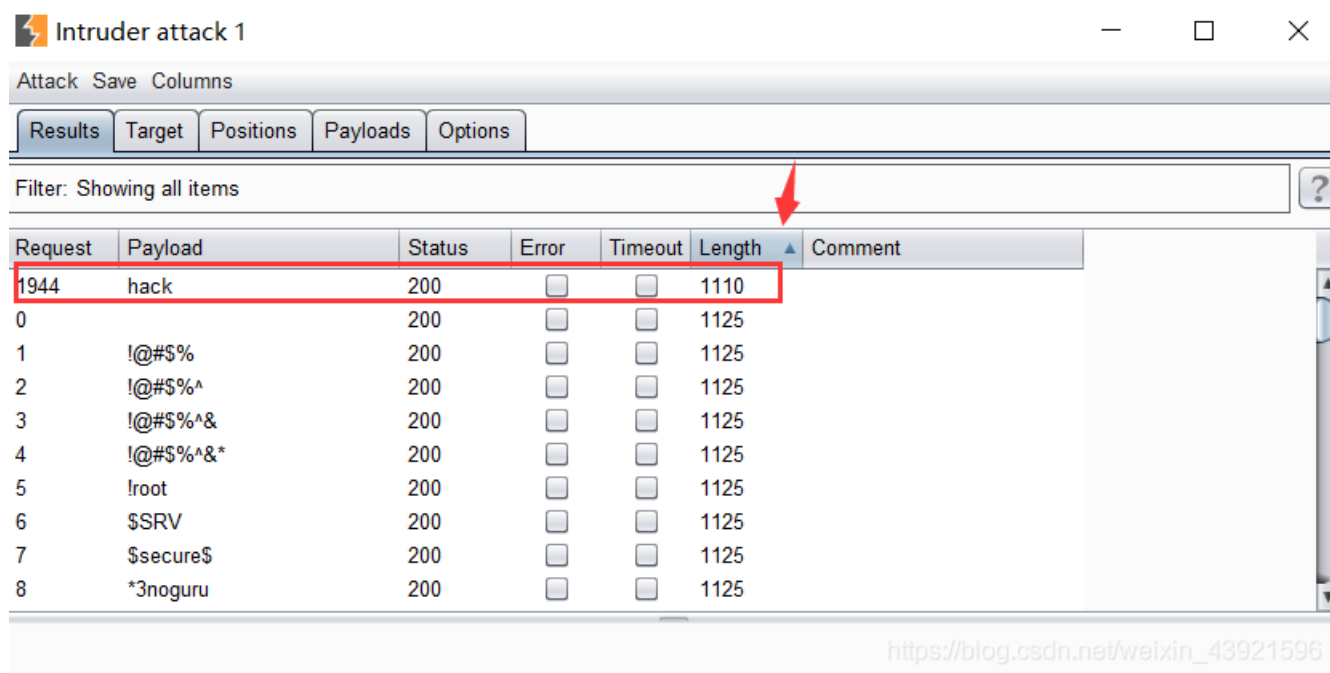 Intruder attack 1
Attack Save Columns
Results Target Positions Payloads Options
Filter: Showing all items ?
Request Payload Status Error Timeout Length Comment
1944 hack 200 1110
0 200 1125
1 !@#$% 200 1125
2 !@#$%^ 200 1125
3 !@#$%^& 200 1125
4 !@#$%^&* 200 1125
5 !root 200 1125
6 $SRV 200 1125
7 $secure$ 200 1125
8 *3noguru 200 1125
https://blog.csdn.net/weixin_43921596